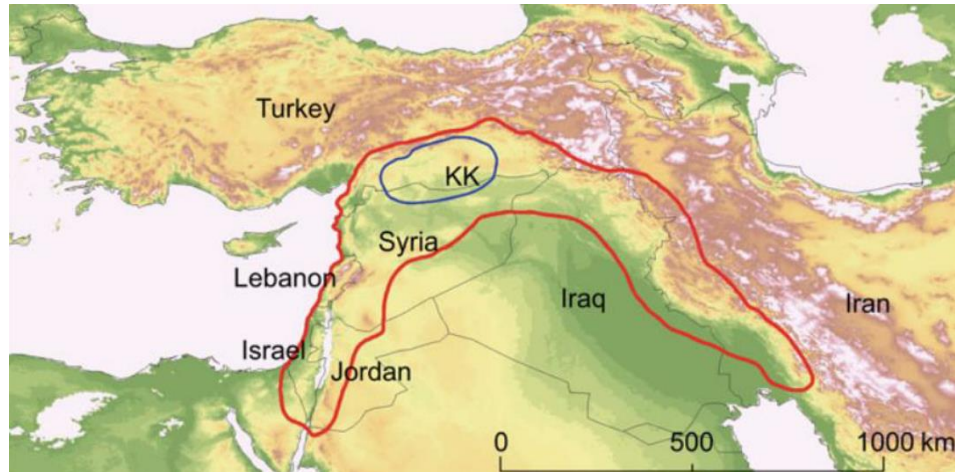 Turkey
KK
Syria
Lebanon
Iraq
Iran
Israel
Jordan
0 500 1000 km